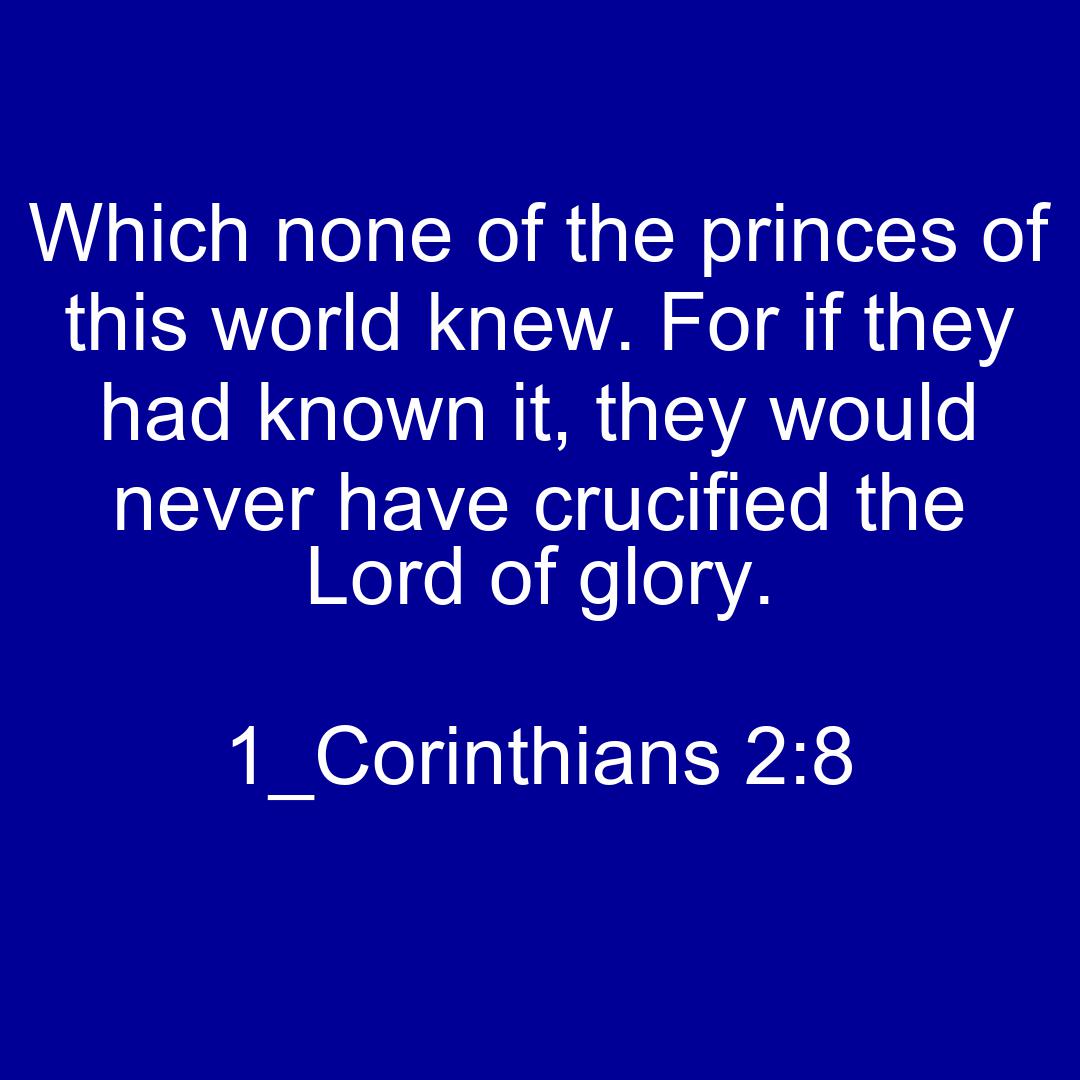 Which none of the princes of
this world knew. For if they
had known it, they would
never have crucified the
Lord of glory.
1_Corinthians 2:8